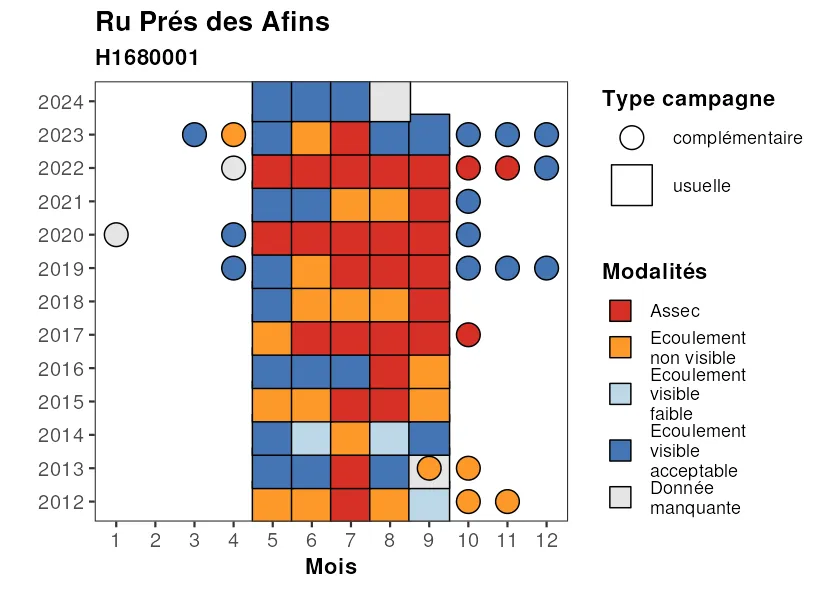 Ru Prés des Afins
H1680001
2024
2023
2022
2021
2020
2019
2018
2017
2016
2015
2014
2013
2012
1 2 3 4 5 6 7 8 9 10 11 12
Mois
Type campagne
complémentaire
usuelle
Modalités
Assec
Ecoulement
non visible
Ecoulement
visible
faible
Ecoulement
visible
acceptable
Donnée
manquante